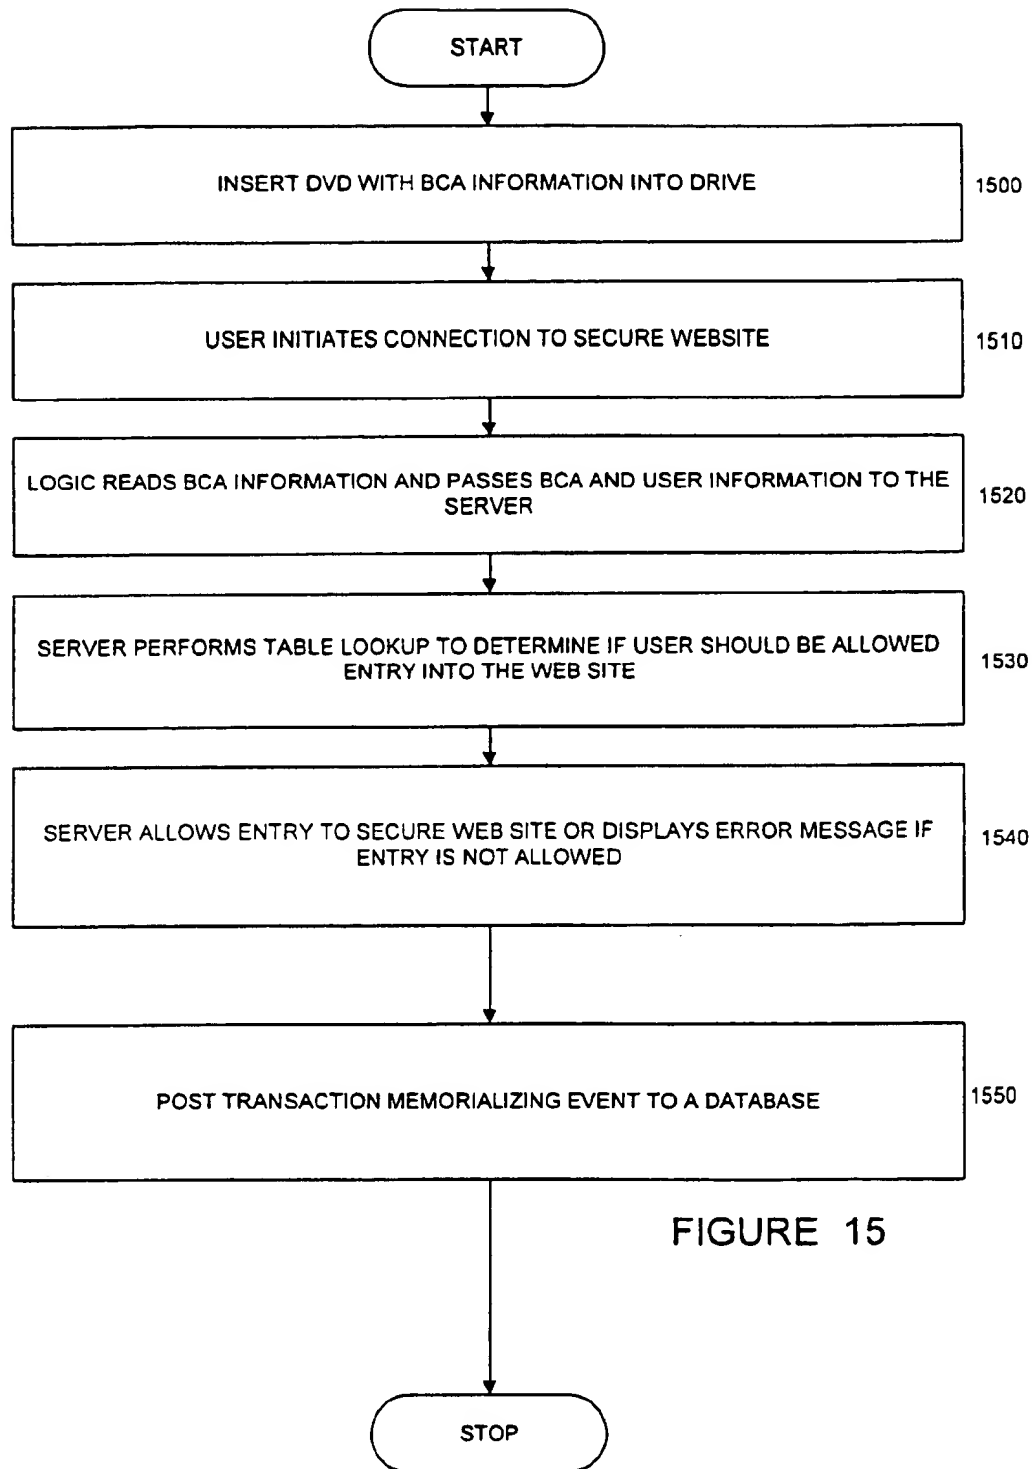 START
INSERT DVD WITH BCA INFORMATION INTO DRIVE
1500
USER INITIATES CONNECTION TO SECURE WEBSITE
1510
LOGIC READS BCA INFORMATION AND PASSES BCA AND USER INFORMATION TO THE
SERVER
1520
SERVER PERFORMS TABLE LOOKUP TO DETERMINE IF USER SHOULD BE ALLOWED
ENTRY INTO THE WEB SITE
1530
SERVER ALLOWS ENTRY TO SECURE WEB SITE OR DISPLAYS ERROR MESSAGE IF
ENTRY IS NOT ALLOWED
1540
POST TRANSACTION MEMORIALIZING EVENT TO A DATABASE
1550
FIGURE 15
STOP